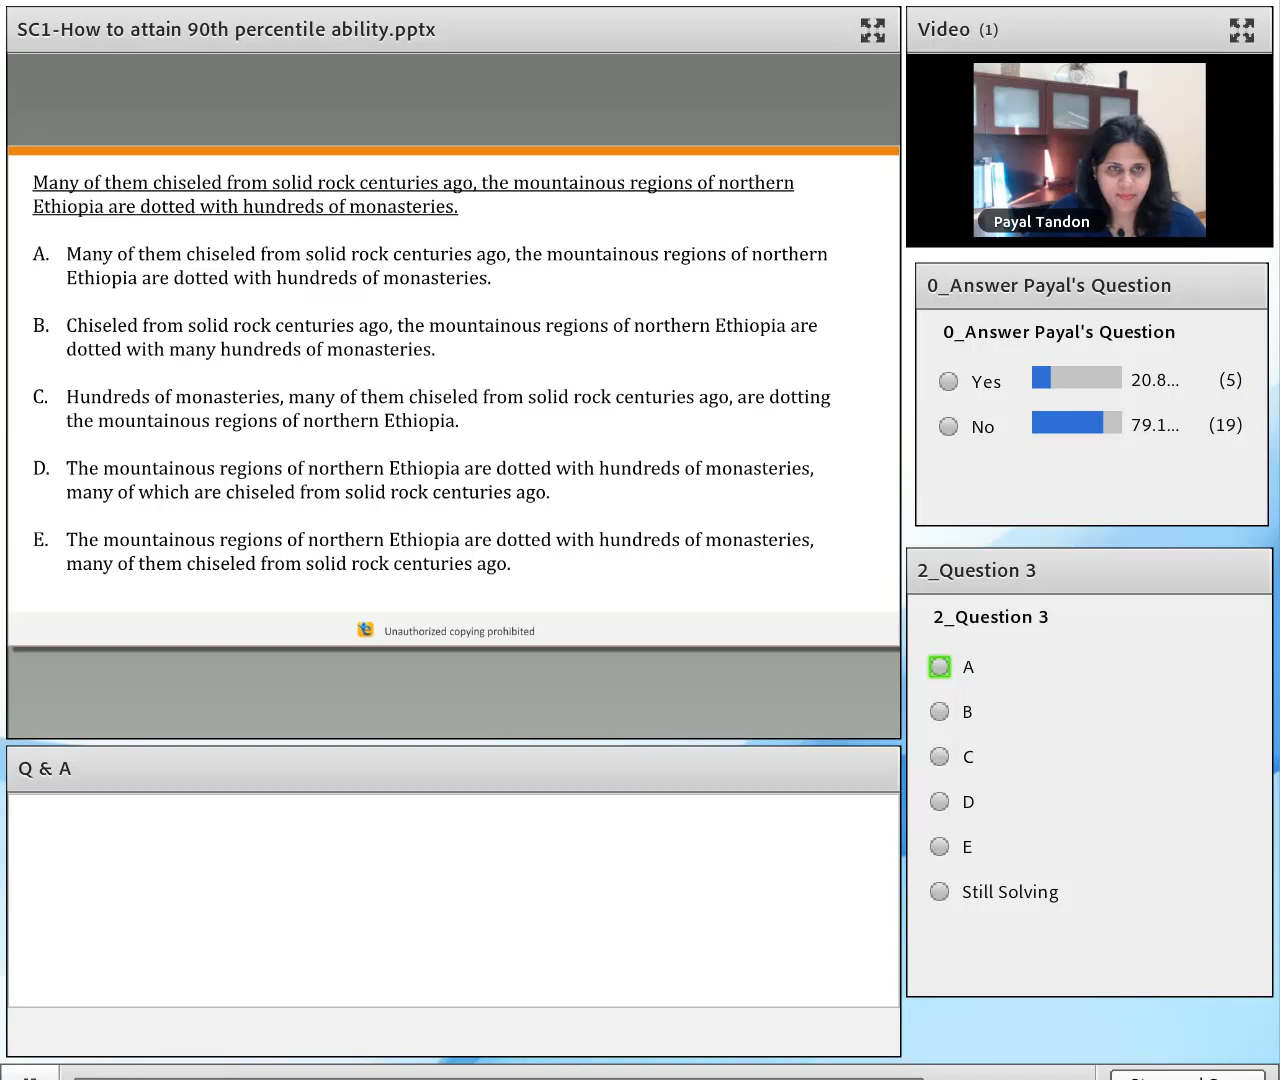 SC1-How to attain 90th percentile ability.pptx
Many of them chiseled from solid rock centuries ago, the mountainous regions of northern
Ethiopia are dotted with hundreds of monasteries.
A. Many of them chiseled from solid rock centuries ago, the mountainous regions of northern
Ethiopia are dotted with hundreds of monasteries.
B. Chiseled from solid rock centuries ago, the mountainous regions of northern Ethiopia are
dotted with many hundreds of monasteries.
C. Hundreds of monasteries, many of them chiseled from solid rock centuries ago, are dotting
the mountainous regions of northern Ethiopia.
D. The mountainous regions of northern Ethiopia are dotted with hundreds of monasteries,
many of which are chiseled from solid rock centuries ago.
E. The mountainous regions of northern Ethiopia are dotted with hundreds of monasteries,
many of them chiseled from solid rock centuries ago.
Unauthorized copying prohibited
Q & A
Video (1)
Payal Tandon
0_Answer Payal's Question
0_Answer Payal's Question
Yes 20.8... (5)
No 79.1... (19)
2_Question 3
2_Question 3
A
B
C
D
E
Still Solving